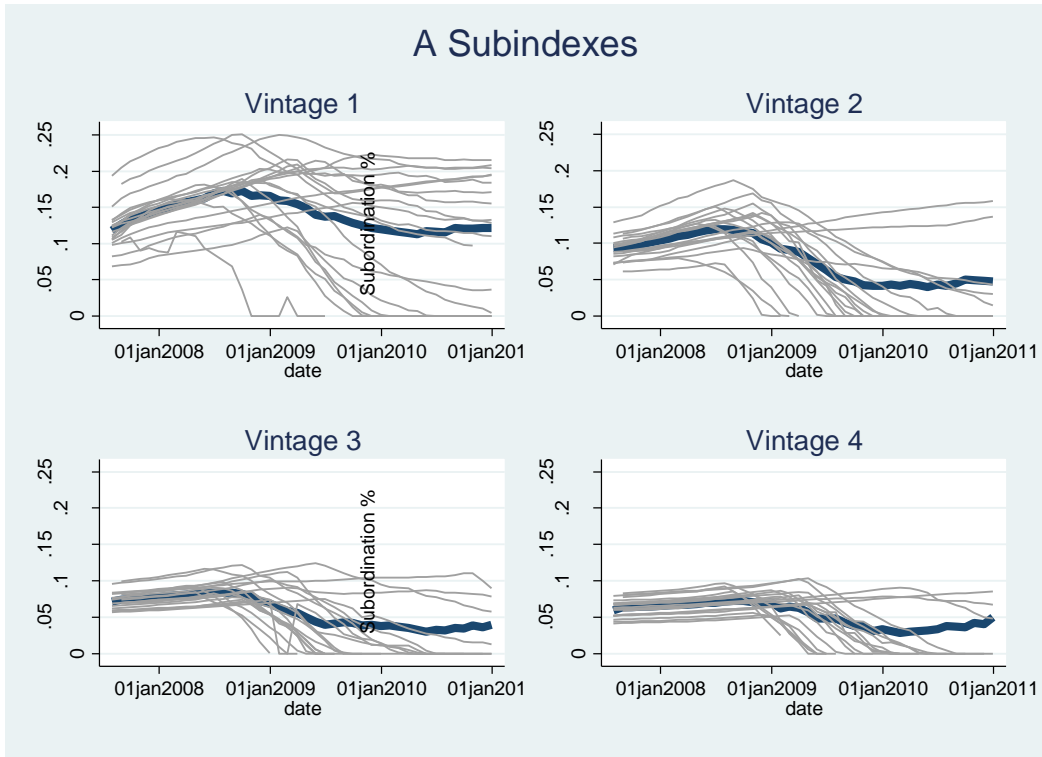 A Subindexes
Vintage 1
.25
.2
.15
.1
.05
0
01jan2008
01jan2009
01jan2010
01jan201
date
Subordination %
Vintage 2
.25
.2
.15
.1
.05
0
01jan2008
01jan2009
01jan2010
01jan2011
date
Vintage 3
.25
.2
.15
.1
.05
0
01jan2008
01jan2009
01jan2010
01jan201
date
Subordination %
Vintage 4
.25
.2
.15
.1
.05
0
01jan2008
01jan2009
01jan2010
01jan2011
date